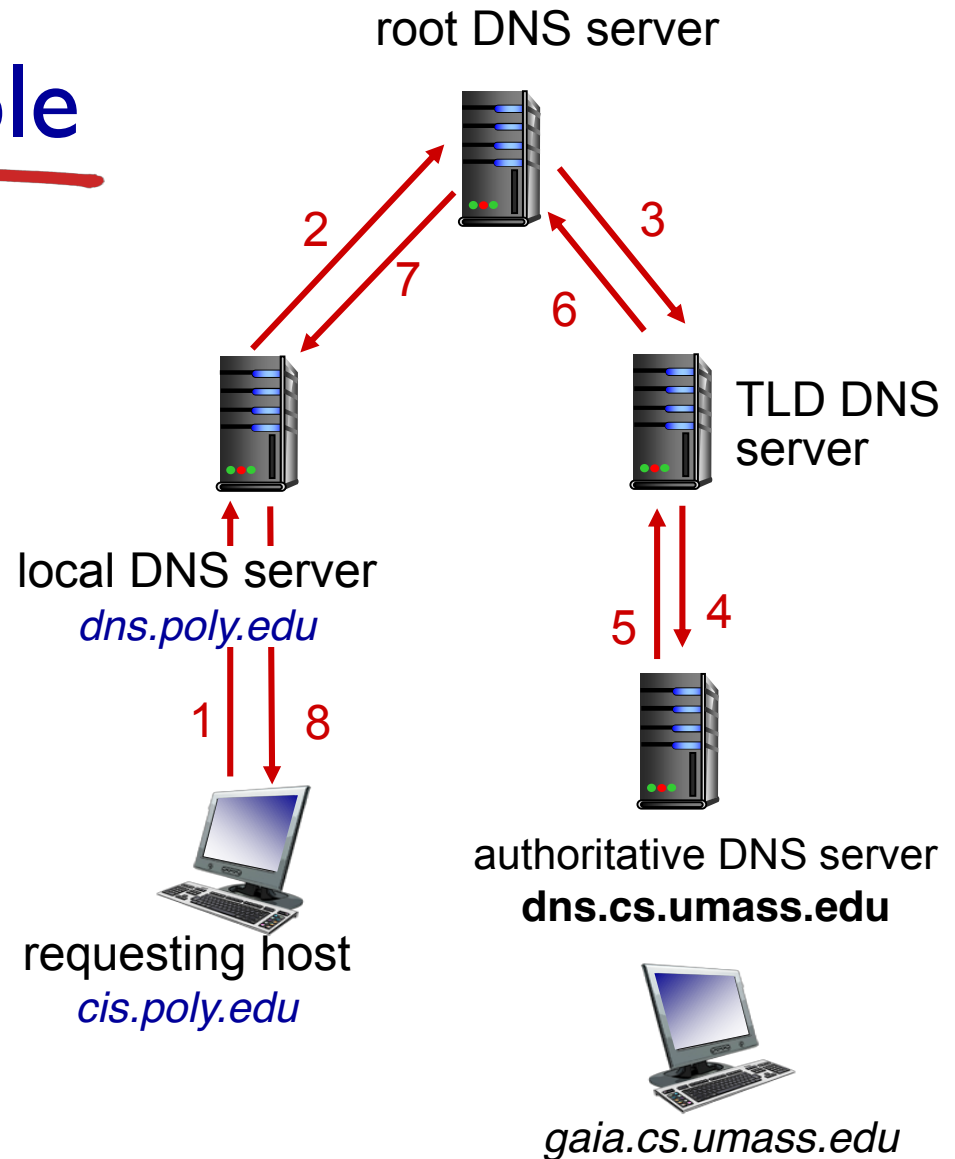 root DNS server
2
3
7
6
TLD DNS
server
local DNS server
dns.poly.edu
5
4
1
8
authoritative DNS server
dns.cs.umass.edu
requesting host
cis.poly.edu
gaia.cs.umass.edu